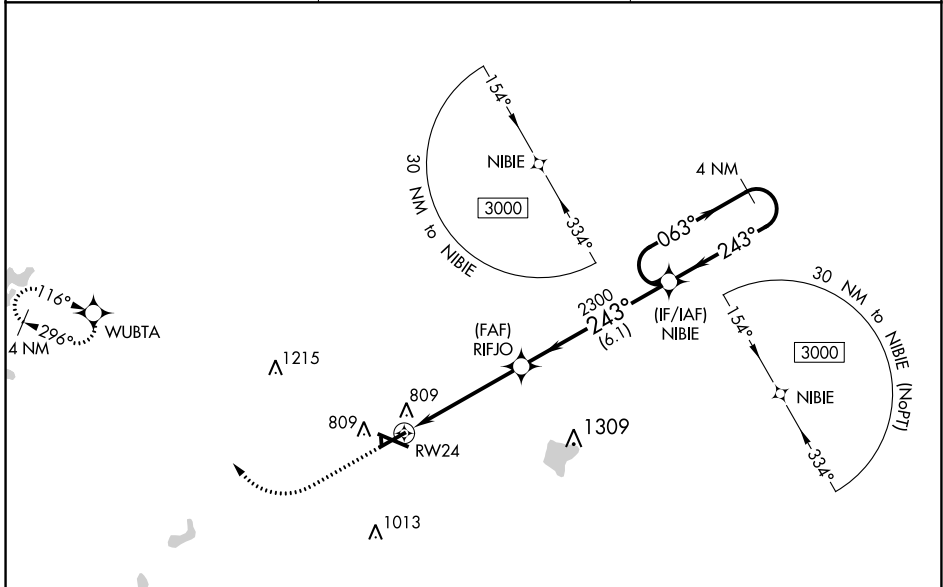 154°
NIBIE
3000
334°
30 NM to NIBIE
4 NM
063°
243°
30 NM to NIBIE (NoPT)
154°
3000
NIBIE
334°
116°
296°
4 NM
WUBTA
2300
243°
(6.1)
(IF/IAF)
NIBIE
(FAF)
RIFJO
1215
809
809
RW24
1309
1013